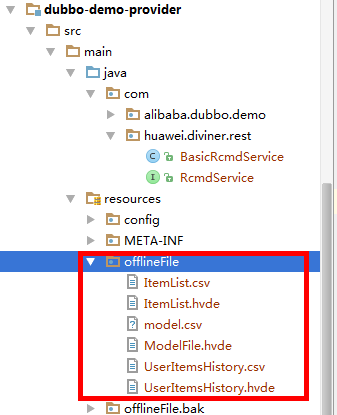 dubbo-demo-provider
src
main
java
com
alibaba.dubbo.demo
huawei.diviner.rest
BasicRcmdService
RcmdService
resources
config
META-INF
offlineFile
ItemList.csv
ItemList.hvde
model.csv
ModelFile.hvde
UserItemsHistory.csv
UserItemsHistory.hvde
offlineFile.bak